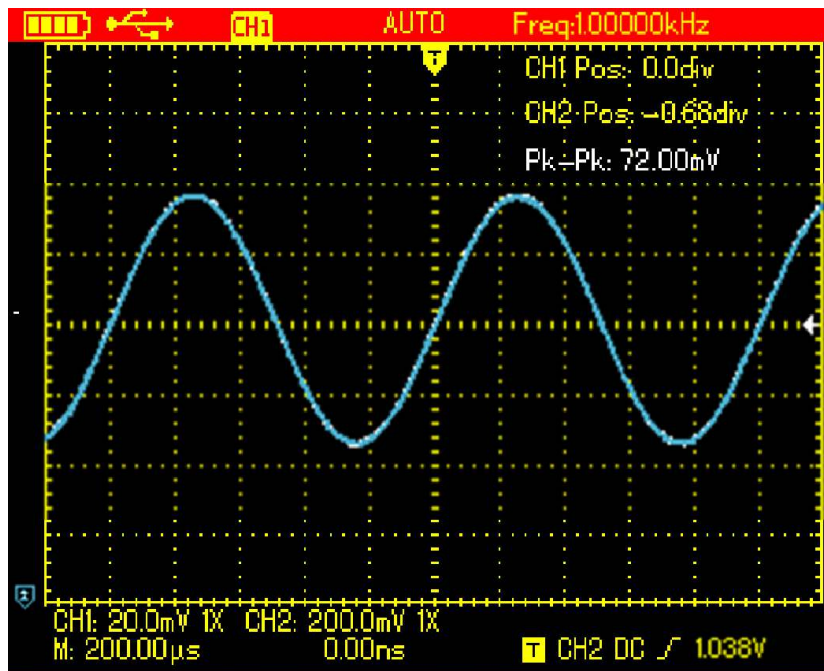 CH1 AUTO Freq:1.00000kHz
T
CH1 Pos: 0.0div
CH2 Pos: -0.68div
Pk-Pk: 72.00mV
2
CH1: 20.0mV 1X CH2: 200.0mV 1X
M: 200.00µs 0.00ns T CH2 DC 1.038V